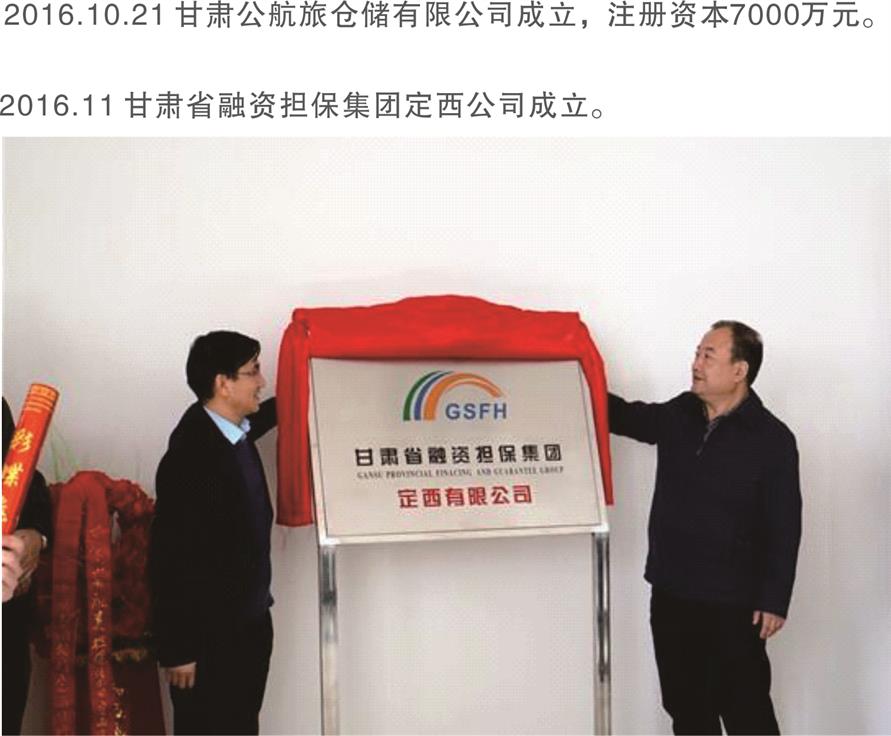 2016.10.21 甘肃公航旅仓储有限公司成立，注册资本7000万元。
2016.11 甘肃省融资担保集团定西公司成立。
GSFH
甘肃省融资担保集团
GANSU PROVINCIAL FINACING AND GUARANTEE GROUP
定西有限公司